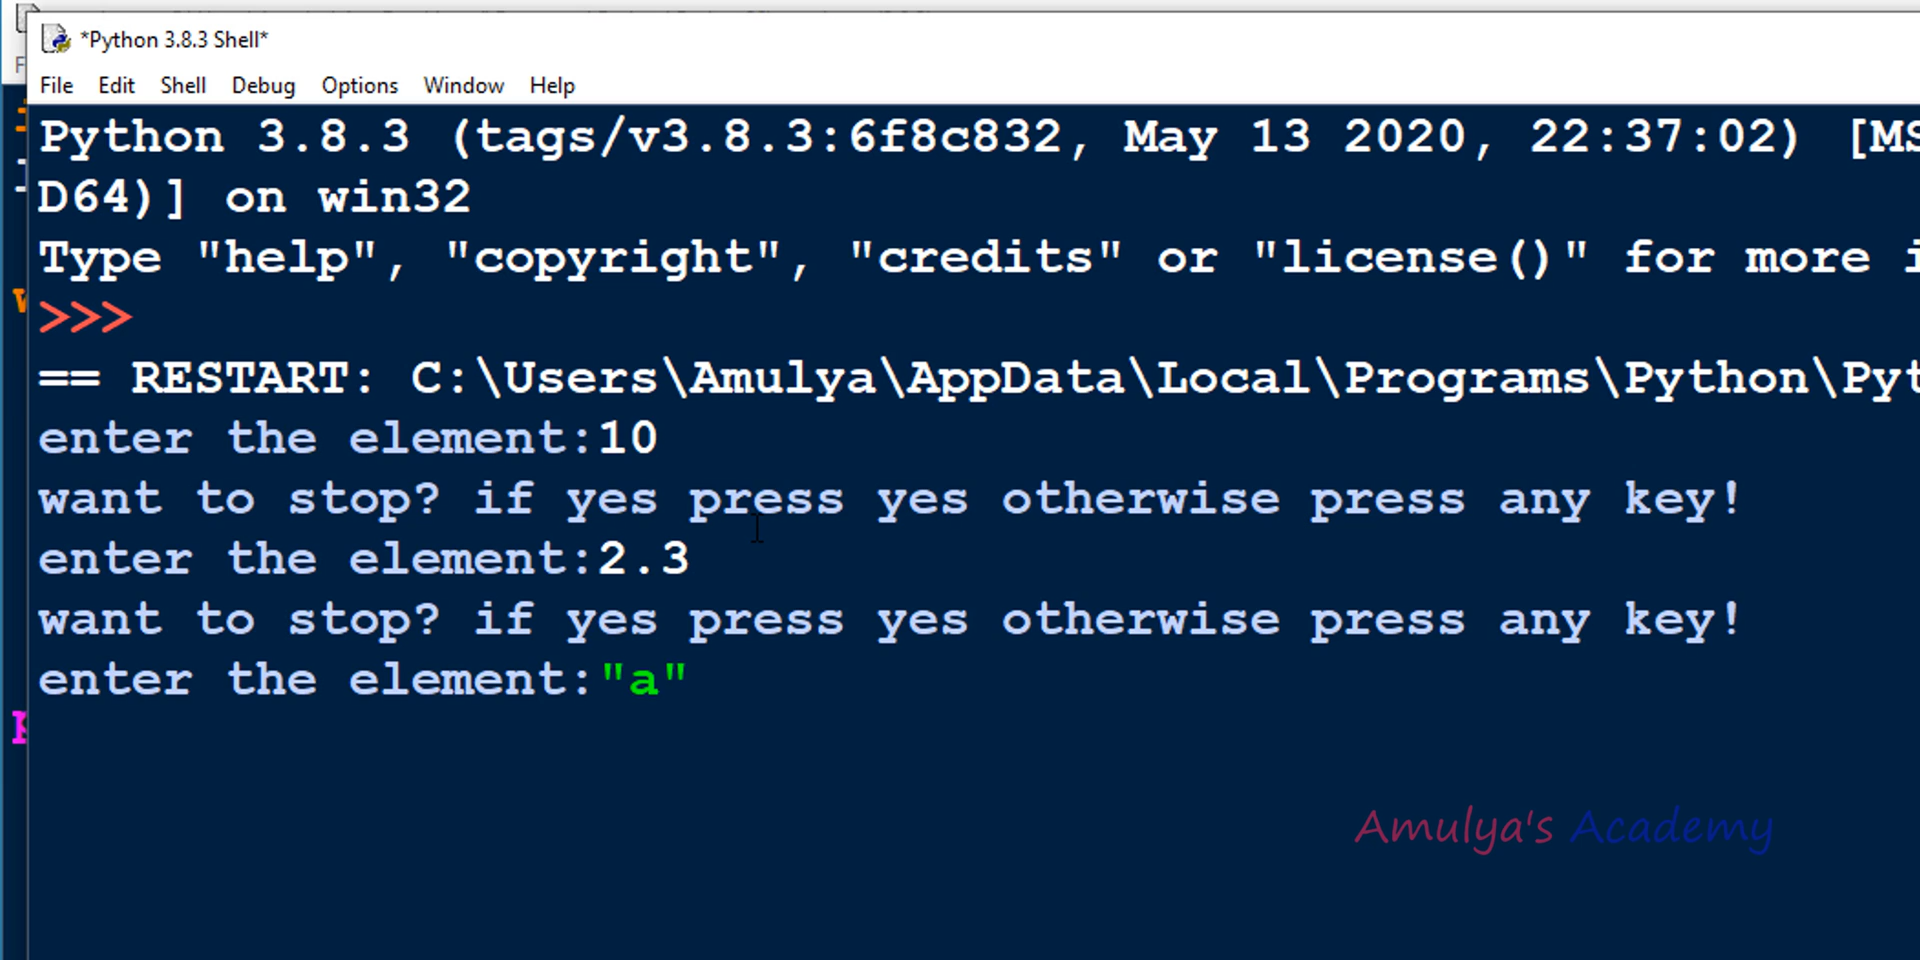 *Python 3.8.3 Shell*
File Edit Shell Debug Options Window Help
Python 3.8.3 (tags/v3.8.3:6f8c832, May 13 2020, 22:37:02) [MS
D64)] on win32
Type "help", "copyright", "credits" or "license()" for more i
>>>
== RESTART: C:\Users\Amulya\AppData\Local\Programs\Python\Pyt
enter the element:10
want to stop? if yes press yes otherwise press any key!
enter the element:2.3
want to stop? if yes press yes otherwise press any key!
enter the element:"a"
Amulya's Academy